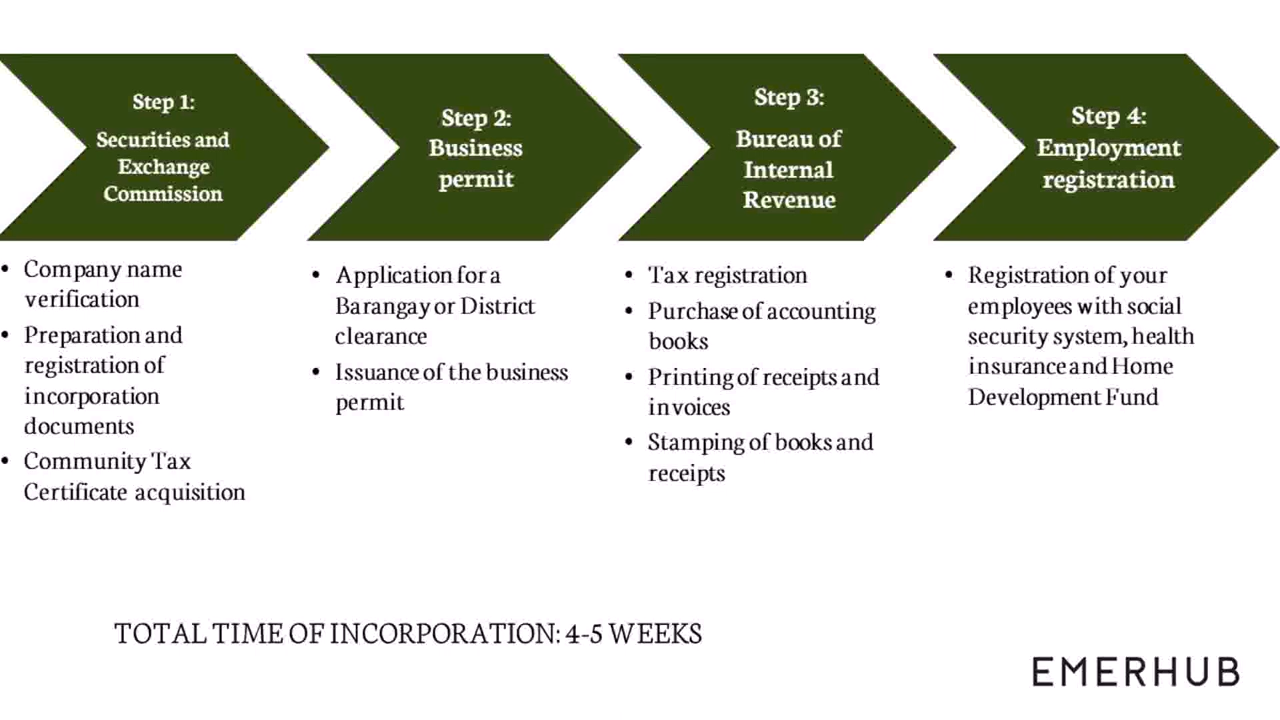 Step 1:
Securities and
Exchange
Commission
• Company name
verification
• Preparation and
registration of
incorporation
documents
• Community Tax
Certificate acquisition
Step 2:
Business
permit
• Application for a
Barangay or District
clearance
• Issuance of the business
permit
Step 3:
Bureau of
Internal
Revenue
• Tax registration
• Purchase of accounting
books
• Printing of receipts and
invoices
• Stamping of books and
receipts
Step 4:
Employment
registration
• Registration of your
employees with social
security system, health
insurance and Home
Development Fund
TOTAL TIME OF INCORPORATION: 4-5 WEEKS
EMERHUB